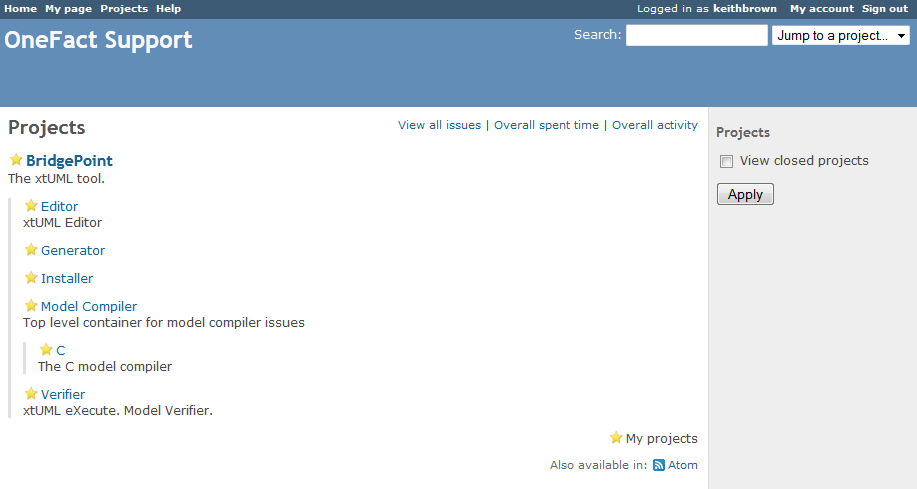 Home My page Projects Help Logged in as keithbrown My account Sign out
OneFact Support Search: Jump to a project...
Projects View all issues | Overall spent time | Overall activity
BridgePoint
The xtUML tool.
Editor
xtUML Editor
Generator
Installer
Model Compiler
Top level container for model compiler issues
C
The C model compiler
Verifier
xtUML eXecute. Model Verifier.
My projects
Also available in: Atom
Projects
View closed projects
Apply